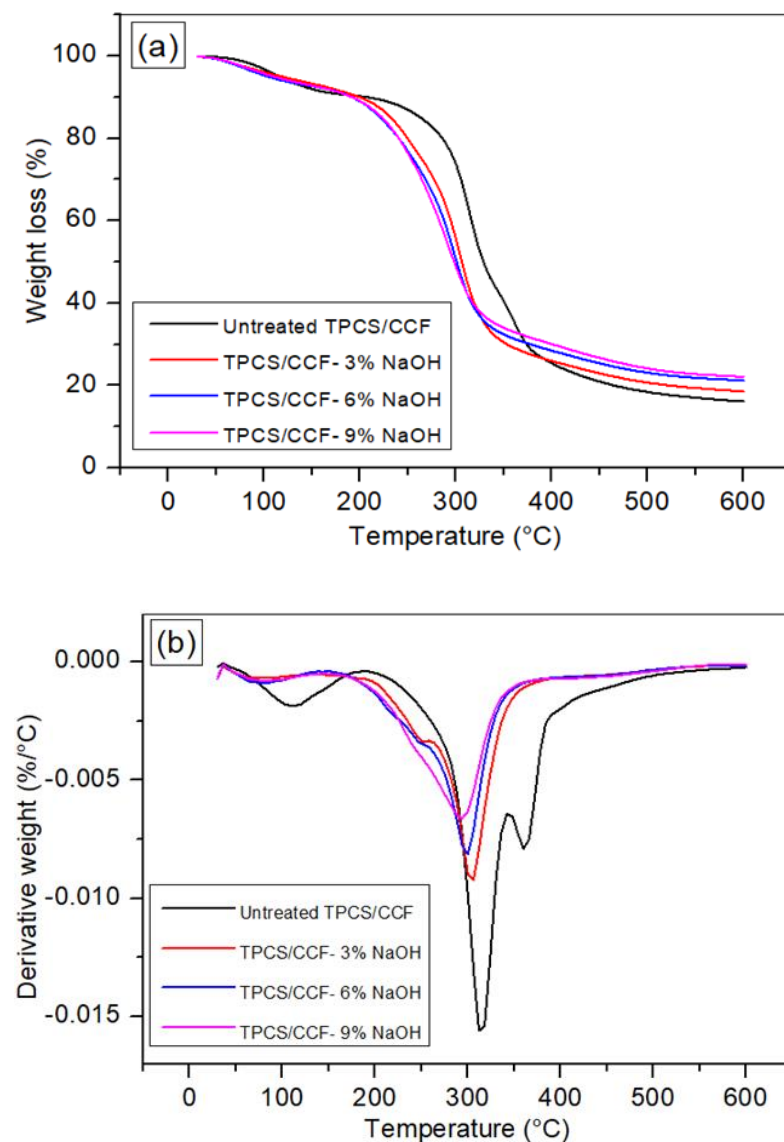 (a)
100
80
60
40
20
0
Weight loss (%)
Untreated TPCS/CCF
TPCS/CCF- 3% NaOH
TPCS/CCF- 6% NaOH
TPCS/CCF- 9% NaOH
0 100 200 300 400 500 600
Temperature (°C)
(b)
0.000
-0.005
-0.010
-0.015
Derivative weight (%/°C)
Untreated TPCS/CCF
TPCS/CCF- 3% NaOH
TPCS/CCF- 6% NaOH
TPCS/CCF- 9% NaOH
0 100 200 300 400 500 600
Temperature (°C)